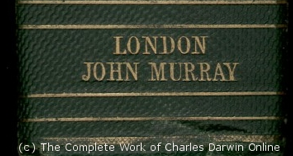 LONDON
JOHN MURRAY
(c) The Complete Work of Charles Darwin Online